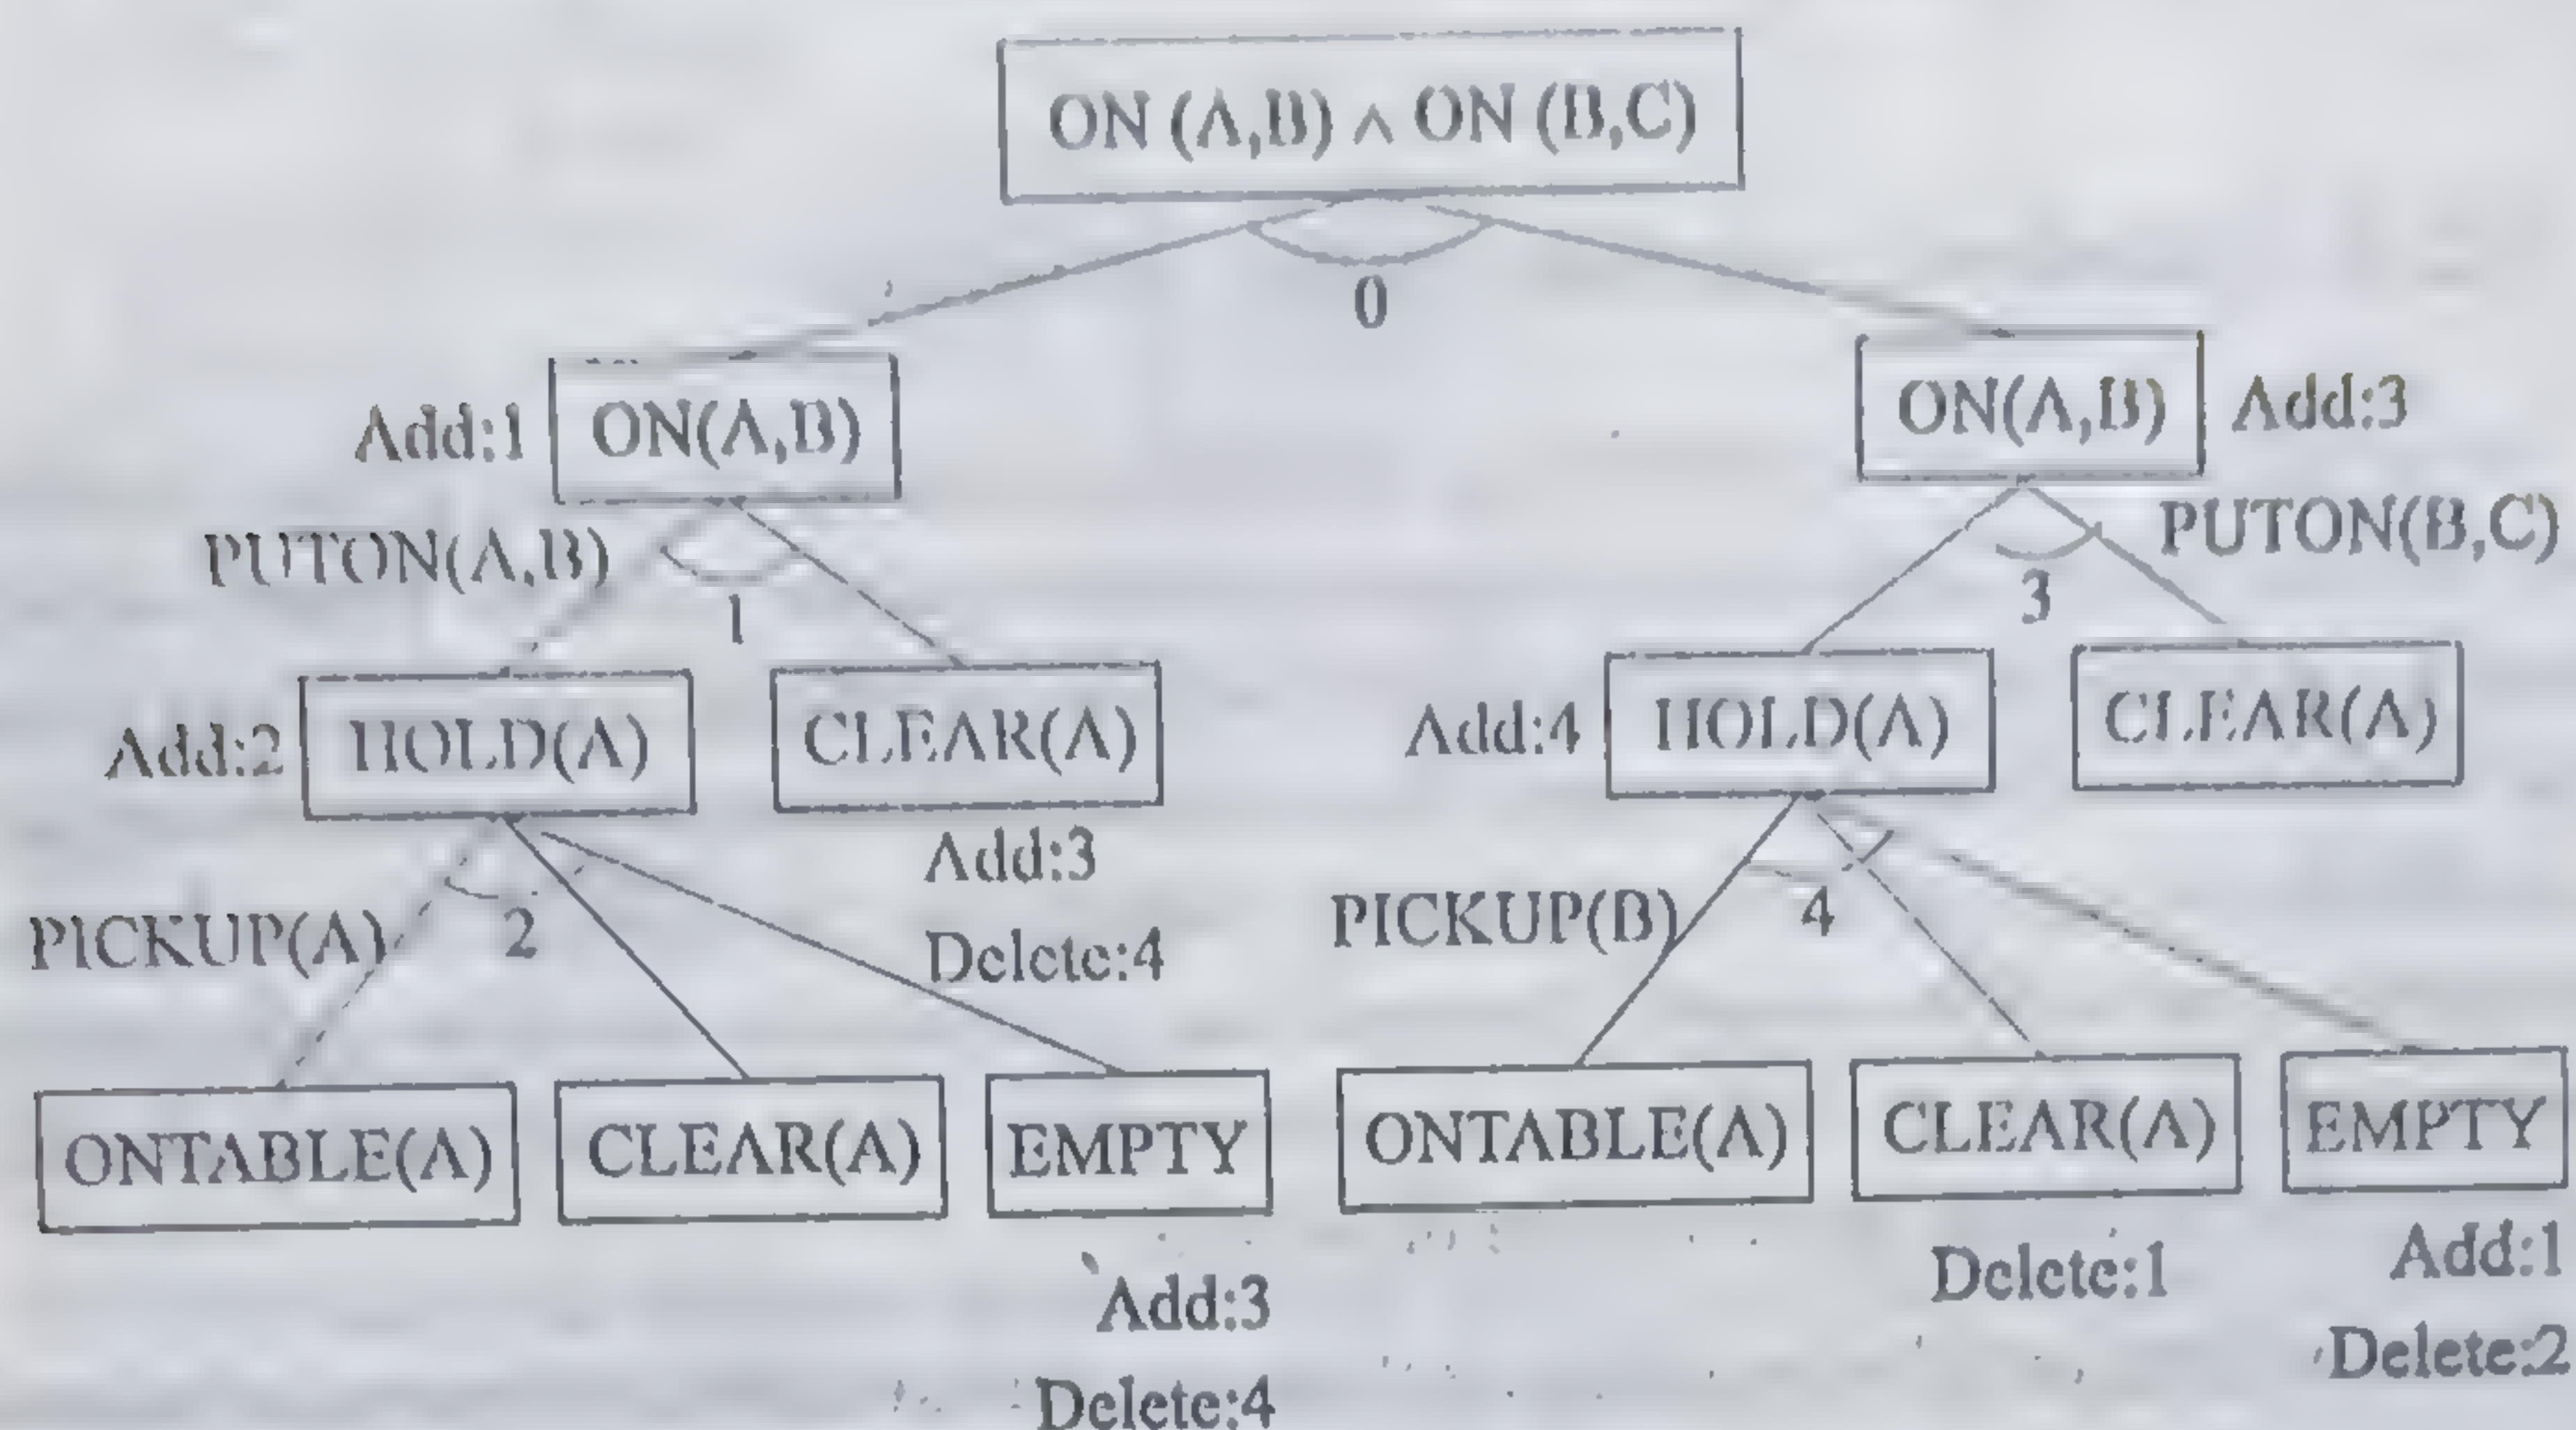 ON (A,B) ∧ ON (B,C)
0
Add:1 ON(A,B)
ON(A,B) Add:3
PUTON(A,B)
1
PUTON(B,C)
3
Add:2 HOLD(A) CLEAR(A)
Add:4 HOLD(A) CLEAR(A)
Add:3
Delete:4
PICKUP(A)
2
PICKUP(B)
4
ONTABLE(A) CLEAR(A) EMPTY ONTABLE(A) CLEAR(A) EMPTY
Add:3
Delete:4
Delete:1
Add:1
Delete:2